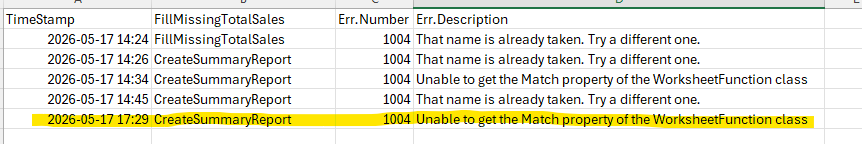 TimeStamp FillMissingTotalSales Err.Number Err.Description
2026-05-17 14:24 FillMissingTotalSales 1004 That name is already taken. Try a different one.
2026-05-17 14:26 CreateSummaryReport 1004 That name is already taken. Try a different one.
2026-05-17 14:34 CreateSummaryReport 1004 Unable to get the Match property of the WorksheetFunction class
2026-05-17 14:45 CreateSummaryReport 1004 That name is already taken. Try a different one.
2026-05-17 17:29 CreateSummaryReport 1004 Unable to get the Match property of the WorksheetFunction class